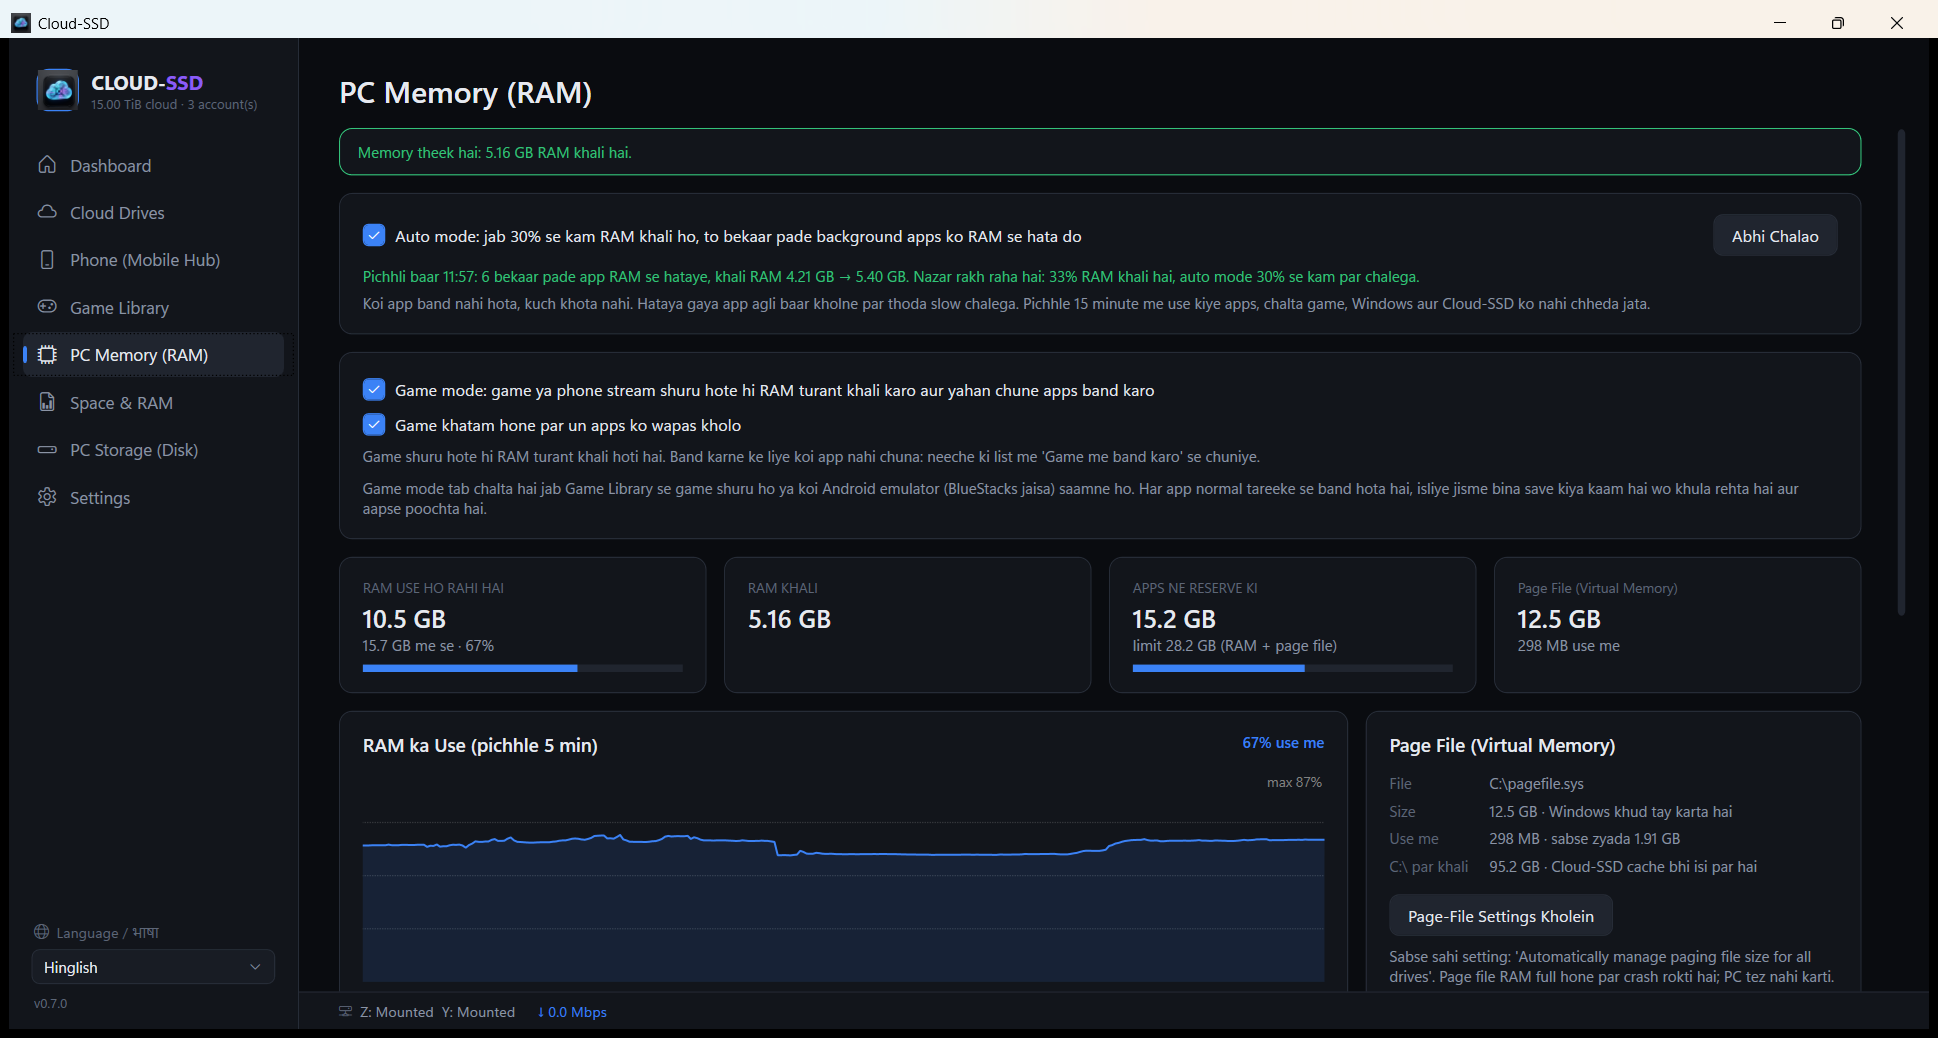 Cloud-SSD
CLOUD-SSD
15.00 TiB cloud · 3 account(s)
Dashboard
Cloud Drives
Phone (Mobile Hub)
Game Library
PC Memory (RAM)
Space & RAM
PC Storage (Disk)
Settings
Language / भाषा
Hinglish
v0.7.0
PC Memory (RAM)
Memory theek hai: 5.16 GB RAM khali hai.
Auto mode: jab 30% se kam RAM khali ho, to bekaar pade background apps ko RAM se hata do
Abhi Chalao
Pichhli baar 11:57: 6 bekaar pade app RAM se hataye, khali RAM 4.21 GB → 5.40 GB. Nazar rakh raha hai: 33% RAM khali hai, auto mode 30% se kam par chalega.
Koi app band nahi hota, kuch khota nahi. Hataya gaya app agli baar kholne par thoda slow chalega. Pichhle 15 minute me use kiye apps, chalta game, Windows aur Cloud-SSD ko nahi chheda jata.
Game mode: game ya phone stream shuru hote hi RAM turant khali karo aur yahan chune apps band karo
Game khatam hone par un apps ko wapas kholo
Game shuru hote hi RAM turant khali hoti hai. Band karne ke liye koi app nahi chuna: neeche ki list me 'Game me band karo' se chuniye.
Game mode tab chalta hai jab Game Library se game shuru ho ya koi Android emulator (BlueStacks jaisa) saamne ho. Har app normal tareeke se band hota hai, isliye jisme bina save kiya kaam hai wo khula rehta hai aur
aapse poochta hai.
RAM USE HO RAHI HAI
10.5 GB
15.7 GB me se · 67%
RAM KHALI
5.16 GB
APPS NE RESERVE KI
15.2 GB
limit 28.2 GB (RAM + page file)
Page File (Virtual Memory)
12.5 GB
298 MB use me
RAM ka Use (pichhle 5 min)
67% use me
max 87%
Page File (Virtual Memory)
File C:\pagefile.sys
Size 12.5 GB · Windows khud tay karta hai
Use me 298 MB · sabse zyada 1.91 GB
C:\ par khali 95.2 GB · Cloud-SSD cache bhi isi par hai
Page-File Settings Kholein
Sabse sahi setting: 'Automatically manage paging file size for all
drives'. Page file RAM full hone par crash rokti hai; PC tez nahi karti.
Z: Mounted Y: Mounted ↓ 0.0 Mbps